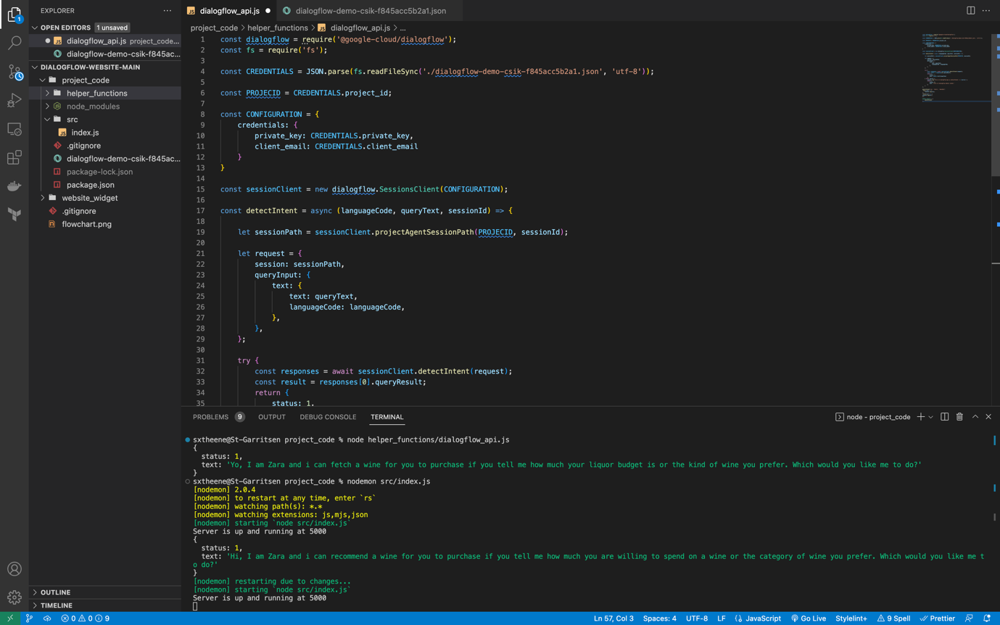 EXPLORER
···
dialogflow_api.js
dialogflow-demo-csik-f845acc5b2a1.json
OPEN EDITORS 1 unsaved
dialogflow_api.js project_code...
dialogflow-demo-csik-f845ac...
DIALOGFLOW-WEBSITE-MAIN
project_code
helper_functions
node_modules
src
index.js
.gitignore
dialogflow-demo-csik-f845ac...
package-lock.json
package.json
website_widget
.gitignore
flowchart.png
OUTLINE
TIMELINE
1
project_code > helper_functions > JS dialogflow_api.js > ...
1 const dialogflow = require('@google-cloud/dialogflow');
2 const fs = require('fs');
3
4 const CREDENTIALS = JSON.parse(fs.readFileSync('./dialogflow-demo-csik-f845acc5b2a1.json', 'utf-8'));
5
6 const PROJECID = CREDENTIALS.project_id;
7
8 const CONFIGURATION = {
9 credentials: {
10 private_key: CREDENTIALS.private_key,
11 client_email: CREDENTIALS.client_email
12 }
13 }
14
15 const sessionClient = new dialogflow.SessionsClient(CONFIGURATION);
16
17 const detectIntent = async (languageCode, queryText, sessionId) => {
18
19 let sessionPath = sessionClient.projectAgentSessionPath(PROJECID, sessionId);
20
21 let request = {
22 session: sessionPath,
23 queryInput: {
24 text: {
25 text: queryText,
26 languageCode: languageCode,
27 },
28 },
29 };
30
31 try {
32 const responses = await sessionClient.detectIntent(request);
33 const result = responses[0].queryResult;
34 return {
35 status: 1,
PROBLEMS 9 OUTPUT DEBUG CONSOLE TERMINAL
node - project_code
sxtheene@St-Garritsen project_code % node helper_functions/dialogflow_api.js
{
status: 1,
text: 'Yo, I am Zara and i can fetch a wine for you to purchase if you tell me how much your liquor budget is or the kind of wine you prefer. Which would you like me to do?'
}
sxtheene@St-Garritsen project_code % nodemon src/index.js
[nodemon] 2.0.4
[nodemon] to restart at any time, enter `rs`
[nodemon] watching path(s): *.*
[nodemon] watching extensions: js,mjs,json
[nodemon] starting `node src/index.js`
Server is up and running at 5000
{
status: 1,
text: 'Hi, I am Zara and i can recommend a wine for you to purchase if you tell me how much you are willing to spend on a wine or the category of wine you prefer. Which would you like me t
o do?'
}
[nodemon] restarting due to changes...
[nodemon] starting `node src/index.js`
Server is up and running at 5000
0 0 9
Ln 57, Col 3 Spaces: 4 UTF-8 LF {} JavaScript Go Live Stylelint+ 9 Spell Prettier